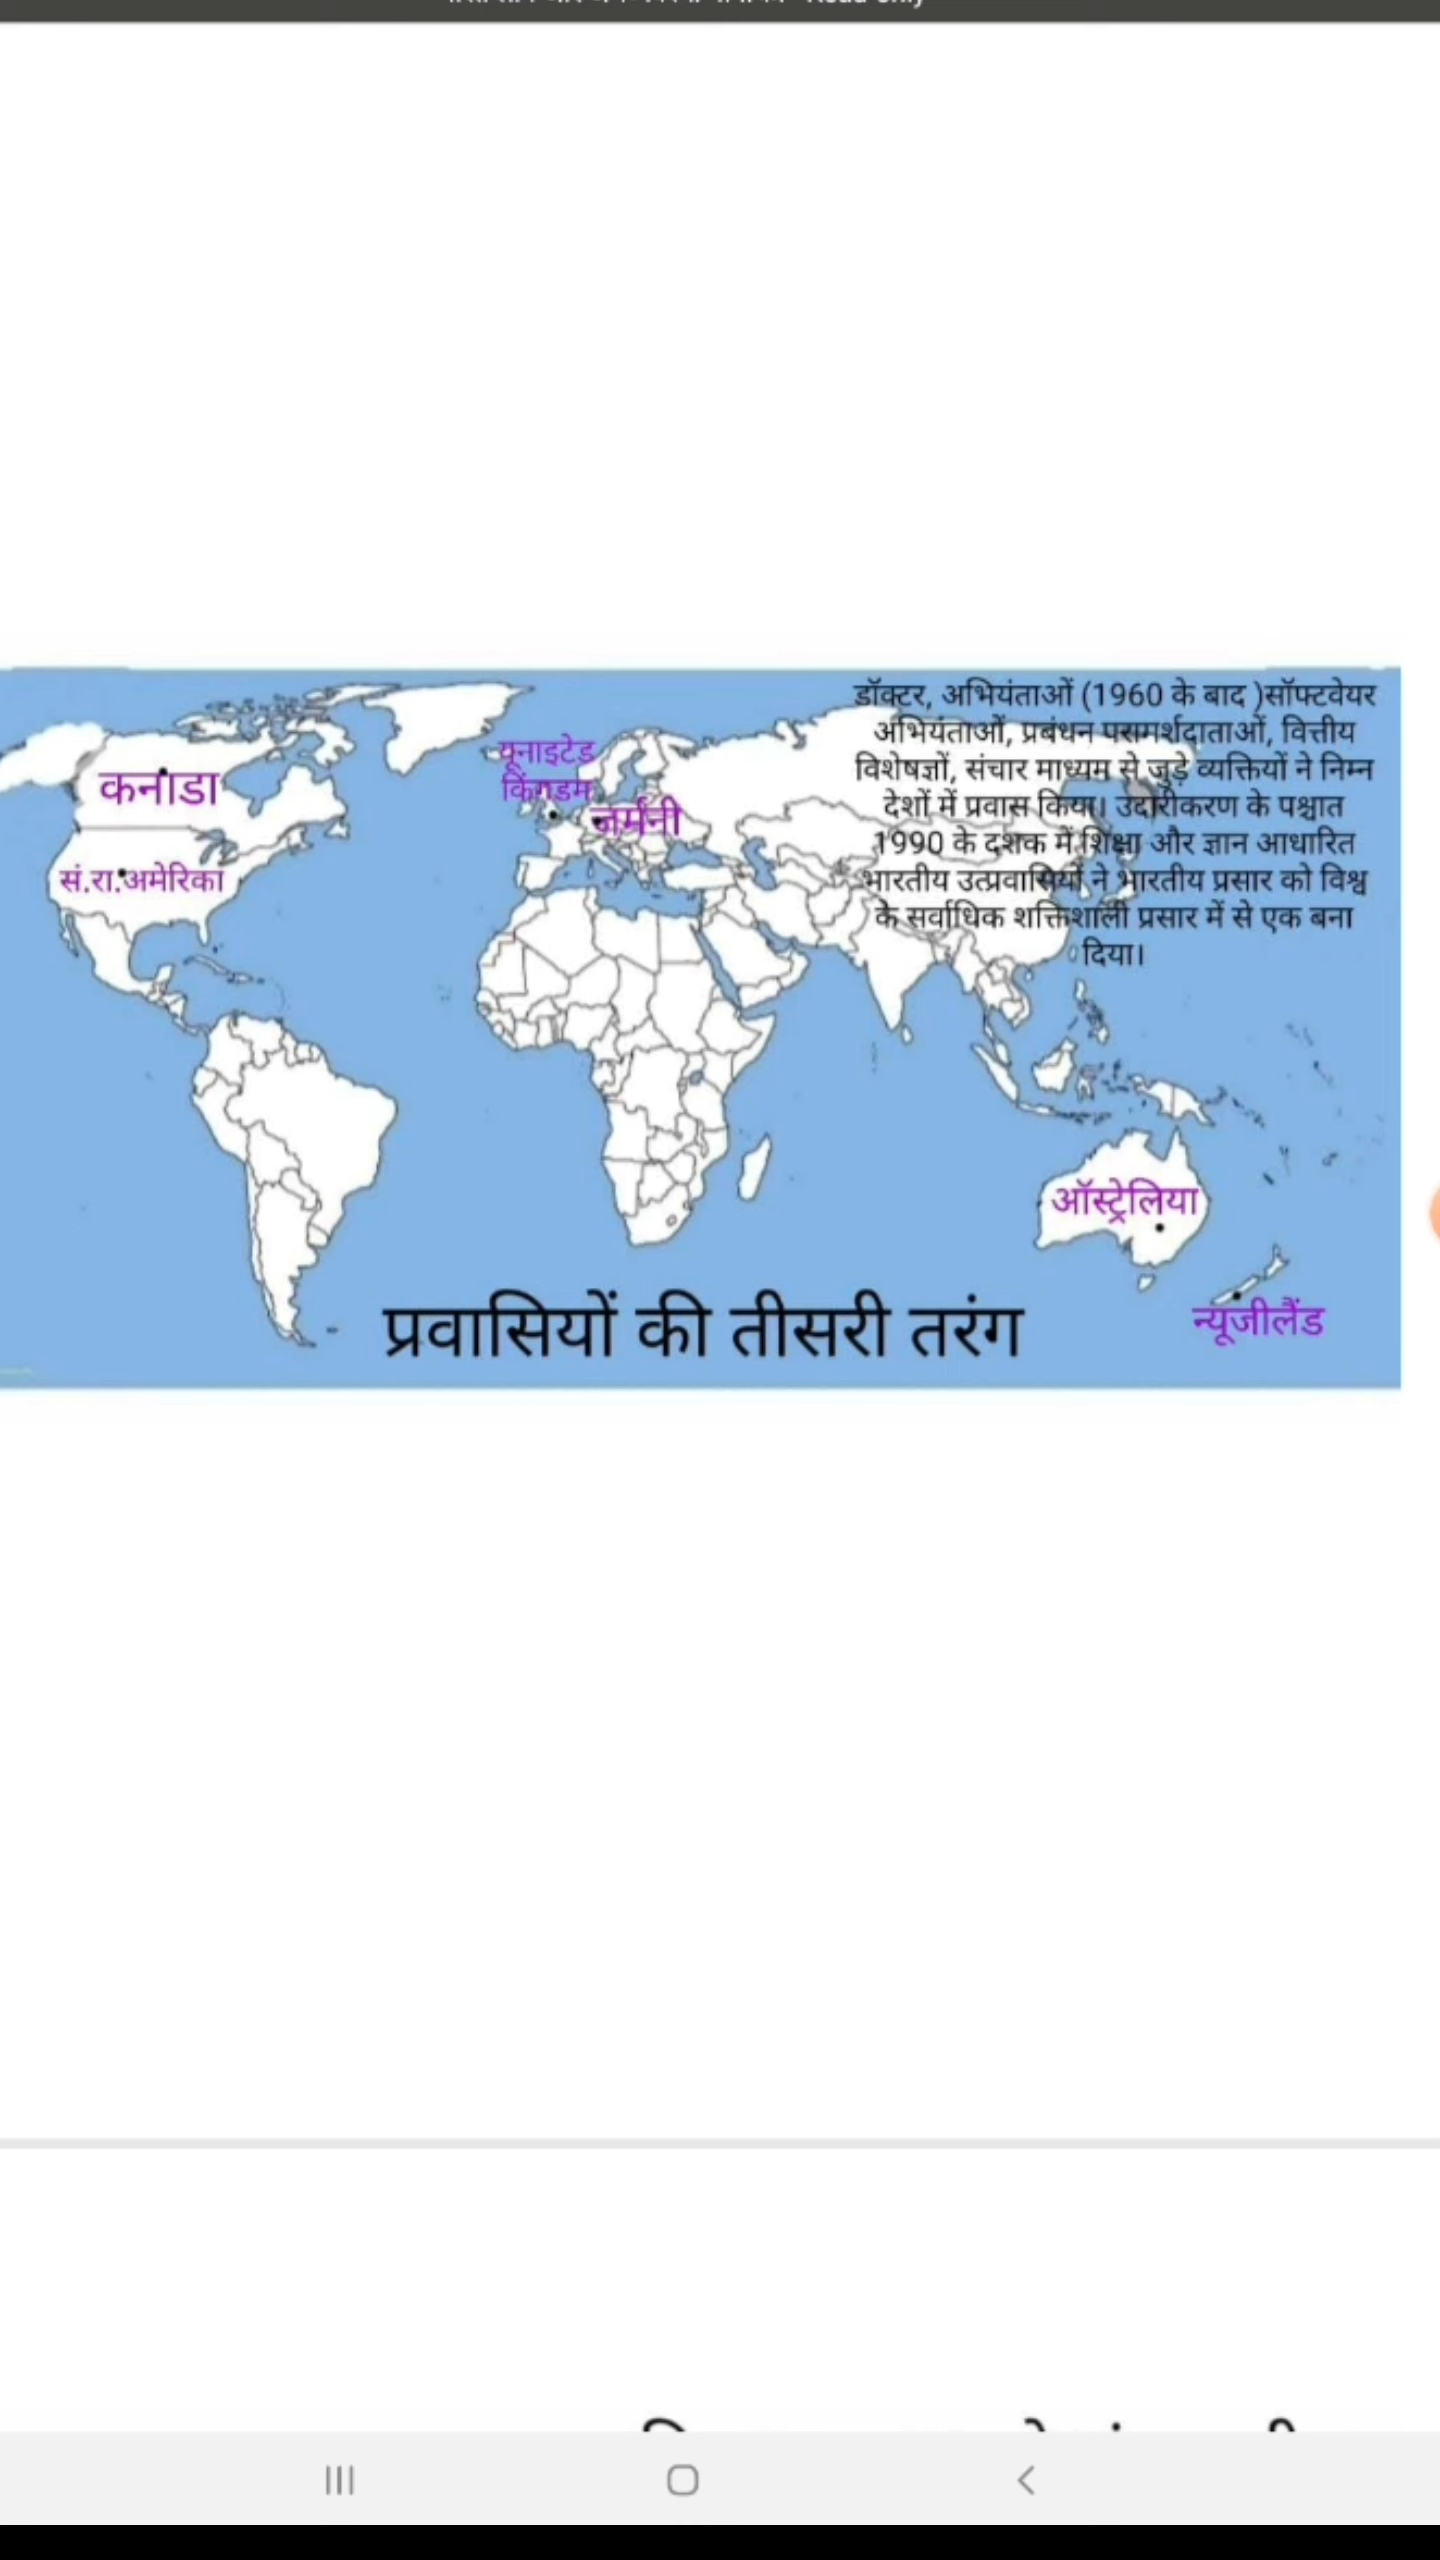 Read only
डॉक्टर, अभियंताओं (1960 के बाद )सॉफ्टवेयर
अभियंताओं, प्रबंधन परामर्शदाताओं, वित्तीय
विशेषज्ञों, संचार माध्यम से जुड़े व्यक्तियों ने निम्न
देशों में प्रवास किया। उदारीकरण के पश्चात
1990 के दशक में शिक्षा और ज्ञान आधारित
भारतीय उत्प्रवासियों ने भारतीय प्रसार को विश्व
के सर्वाधिक शक्तिशाली प्रसार में से एक बना
दिया।
यूनाइटेड
किंगडम
कनाडा
जर्मनी
सं.रा.अमेरिका
ऑस्ट्रेलिया
न्यूजीलैंड
प्रवासियों की तीसरी तरंग